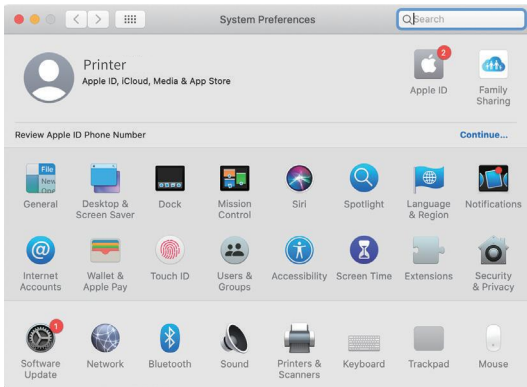 System Preferences
Search
Printer
Apple ID, iCloud, Media & App Store
2
Apple ID
Family
Sharing
Review Apple ID Phone Number
Continue...
File
New
One
General
Desktop &
Screen Saver
Dock
Mission
Control
Siri
Spotlight
Language
& Region
Notifications
@
Internet
Accounts
Wallet &
Apple Pay
Touch ID
Users &
Groups
Accessibility
Screen Time
Extensions
Security
& Privacy
1
Software
Update
Network
Bluetooth
Sound
Printers &
Scanners
Keyboard
Trackpad
Mouse